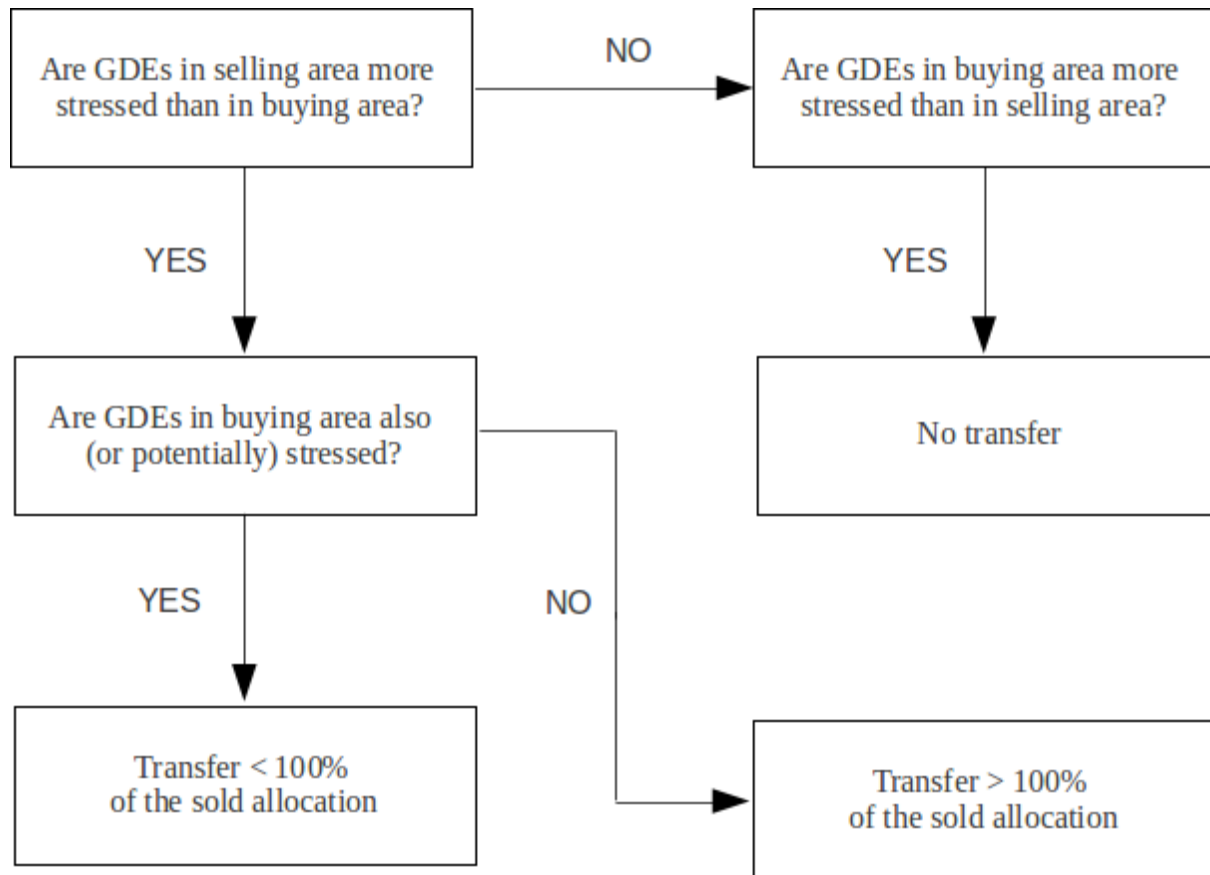 Are GDEs in selling area more
stressed than in buying area?
NO
Are GDEs in buying area more
stressed than in selling area?
YES
YES
Are GDEs in buying area also
(or potentially) stressed?
No transfer
YES
NO
Transfer < 100%
of the sold allocation
Transfer > 100%
of the sold allocation